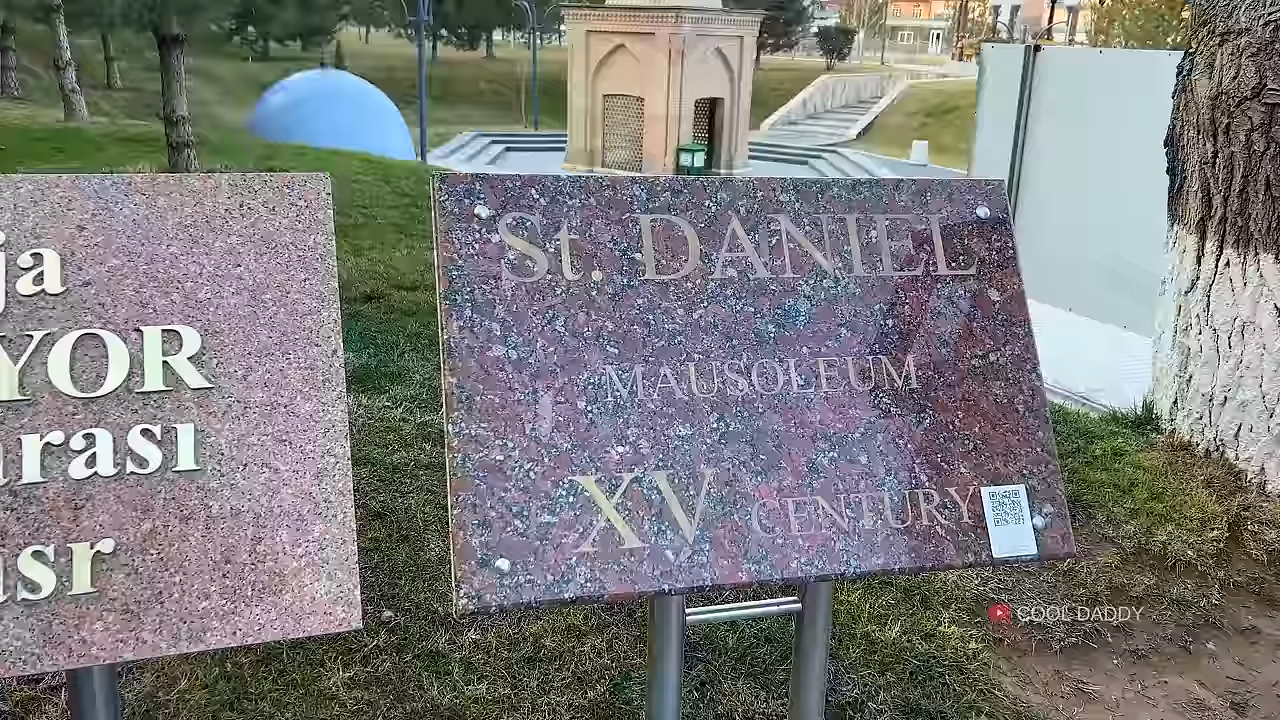 ja
YOR
arası
asr
St. DANIEL
MAUSOLEUM
XV CENTURY
COOL DADDY